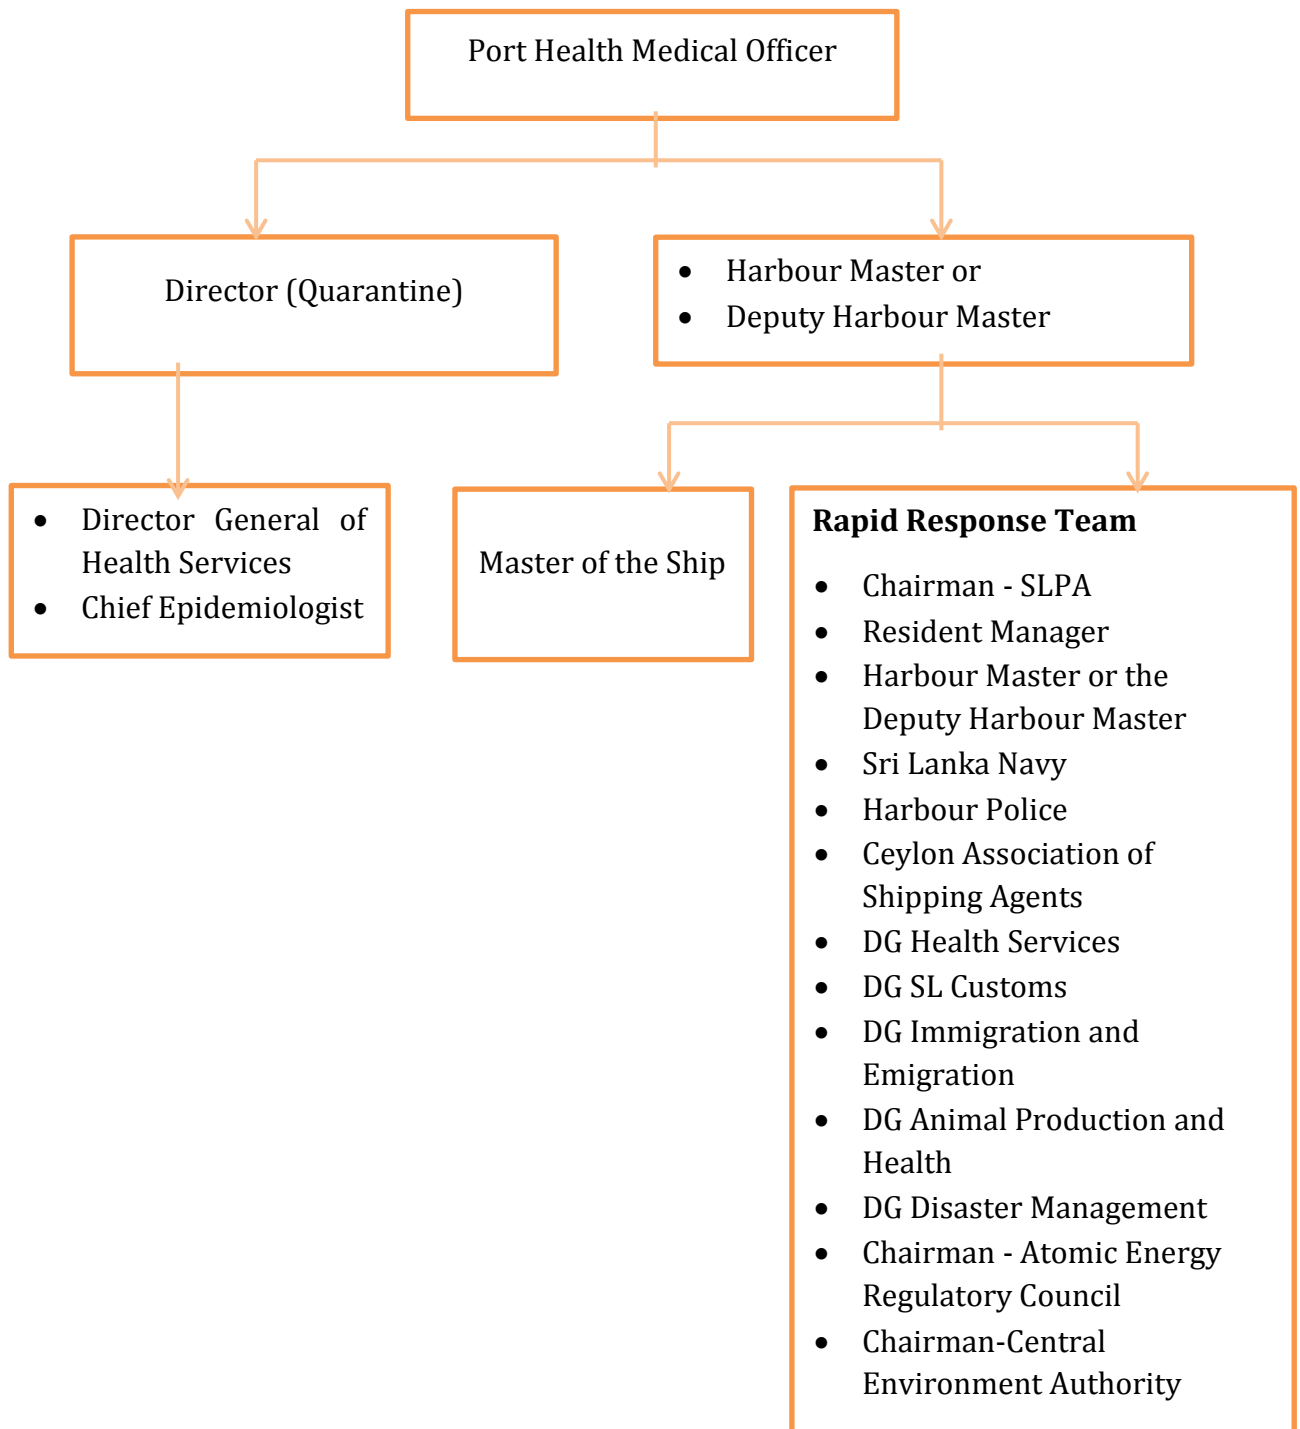 Port Health Medical Officer
Director (Quarantine)
• Harbour Master or
• Deputy Harbour Master
• Director General of
Health Services
• Chief Epidemiologist
Master of the Ship
Rapid Response Team
• Chairman - SLPA
• Resident Manager
• Harbour Master or the
Deputy Harbour Master
• Sri Lanka Navy
• Harbour Police
• Ceylon Association of
Shipping Agents
• DG Health Services
• DG SL Customs
• DG Immigration and
Emigration
• DG Animal Production and
Health
• DG Disaster Management
• Chairman - Atomic Energy
Regulatory Council
• Chairman-Central
Environment Authority